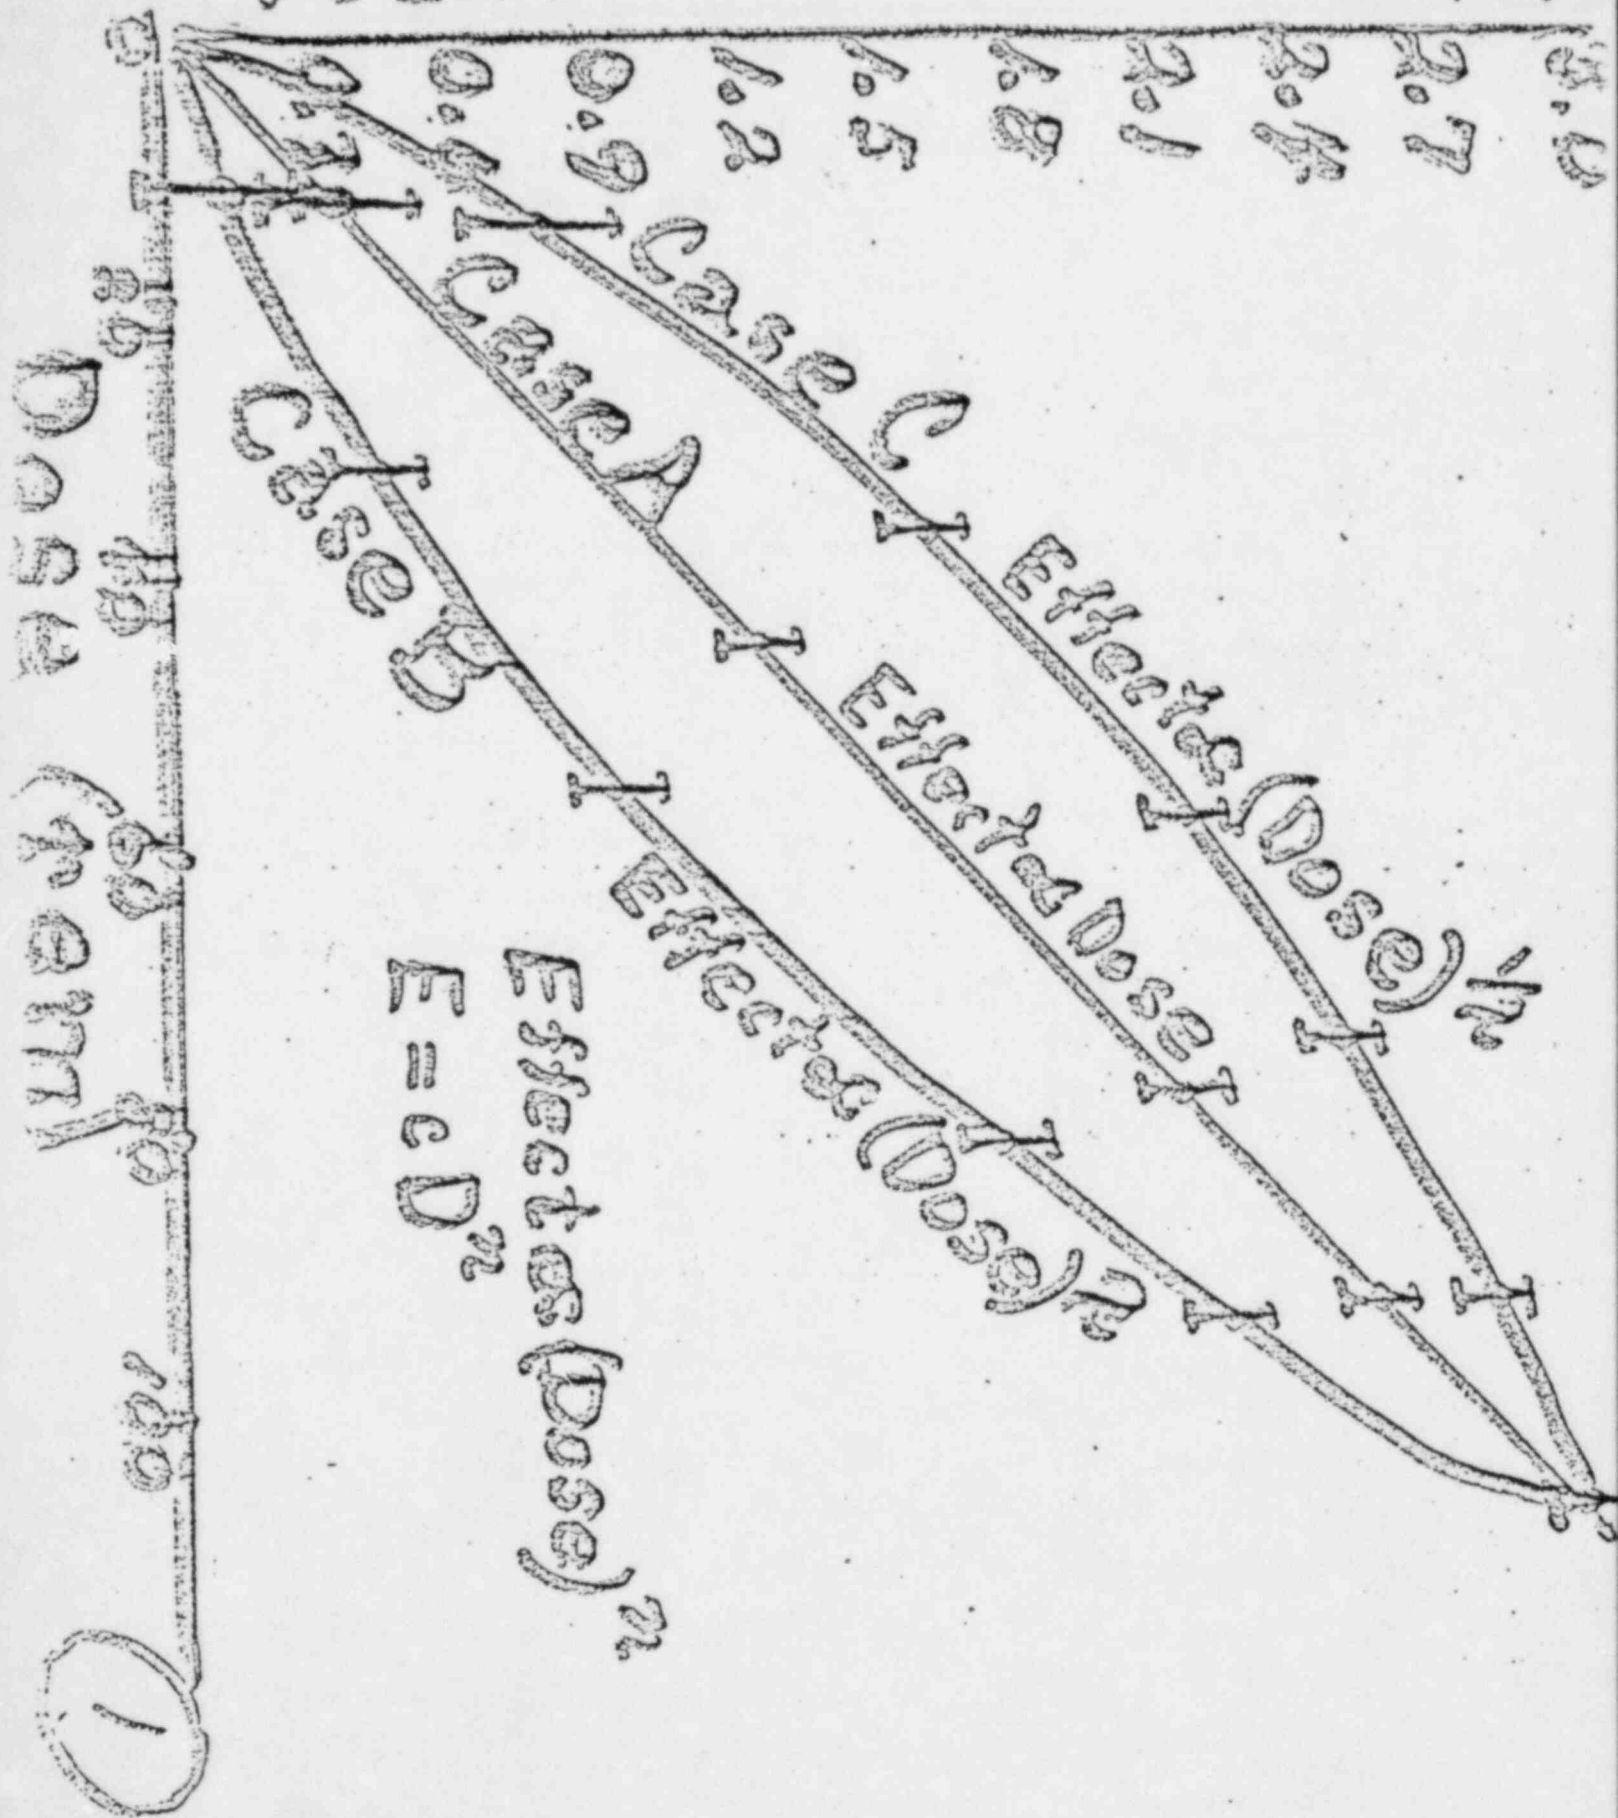 3.0
2.7
2.4
2.1
1.8
1.5
1.2
0.9
0.6
0.3
0
Case C Effect α (Dose)^1/n
Case A Effect α Dose
Case B Effect α (Dose)^n
Effect α (Dose)^n
E = cD^n
20 40 60 80 100
Dose (rem)
1